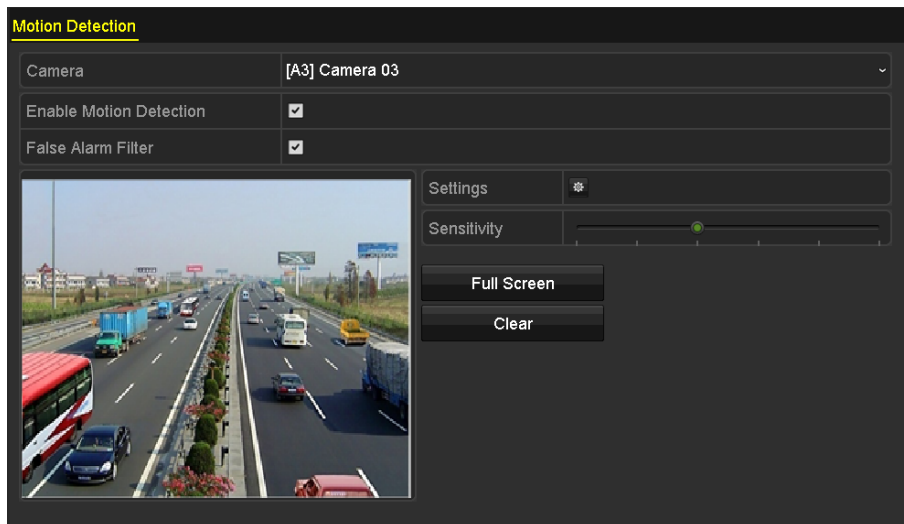 Motion Detection
Camera [A3] Camera 03
Enable Motion Detection
False Alarm Filter
Settings
Sensitivity
Full Screen
Clear